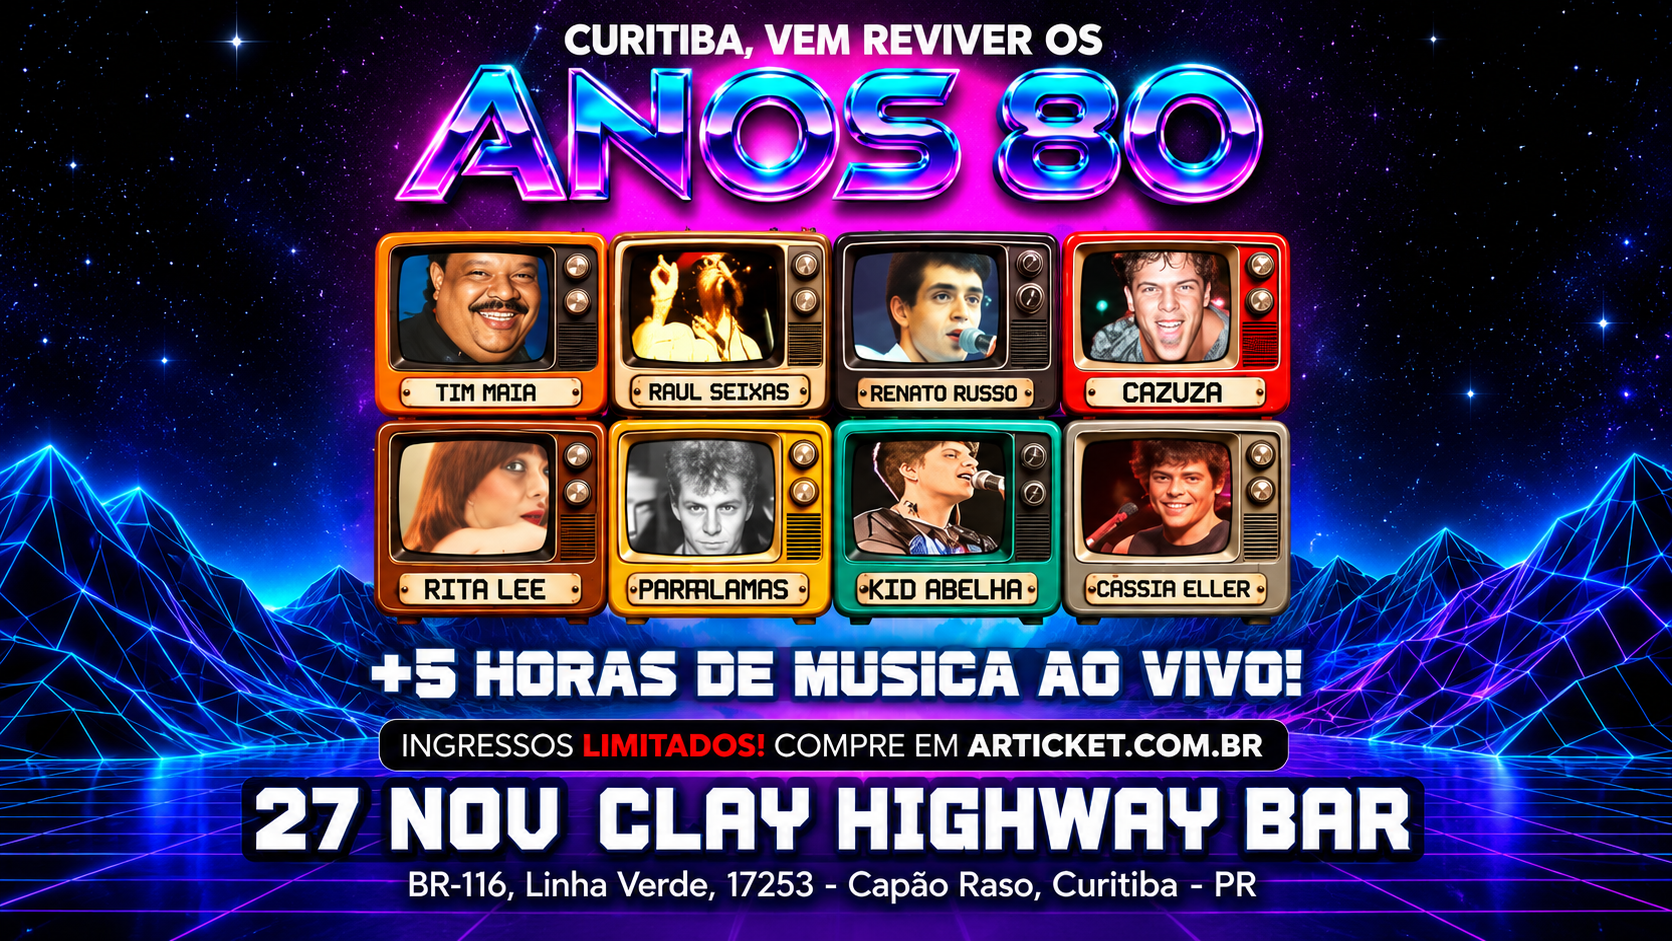 CURITIBA, VEM REVIVER OS
ANOS 80
TIM MAIA
RAUL SEIXAS
RENATO RUSSO
CAZUZA
RITA LEE
PARRALAMAS
KID ABELHA
CASSIA ELLER
+5 HORAS DE MUSICA AO VIVO!
INGRESSOS LIMITADOS! COMPRE EM ARTICKET.COM.BR
27 NOV CLAY HIGHWAY BAR
BR-116, Linha Verde, 17253 - Capão Raso, Curitiba - PR